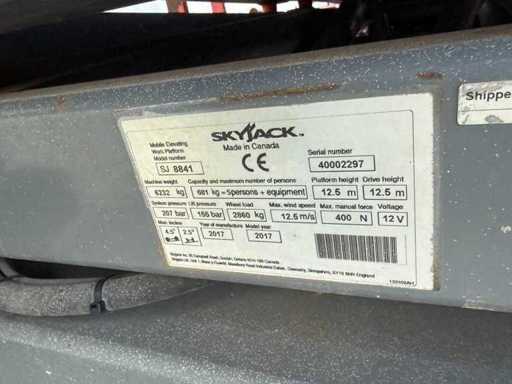 Shippe
SKYJACK
Mobile Elevating
Work Platform
Made in Canada
Model number
SJ 8841
CE
Serial number
40002297
Machine weight
6232 kg
Capacity and maximum number of persons
681 kg = 5persons + equipment
Platform height
12.5 m
Drive height
12.5 m
System pressure
207 bar
Lift pressure
Wheel load
2860 kg
Max. wind speed
12.5 m/s
Max. manual force
400 N
Voltage
12 V
Max. incline
4.5° 2.5°
Year of manufacture
2017
Model year
2017